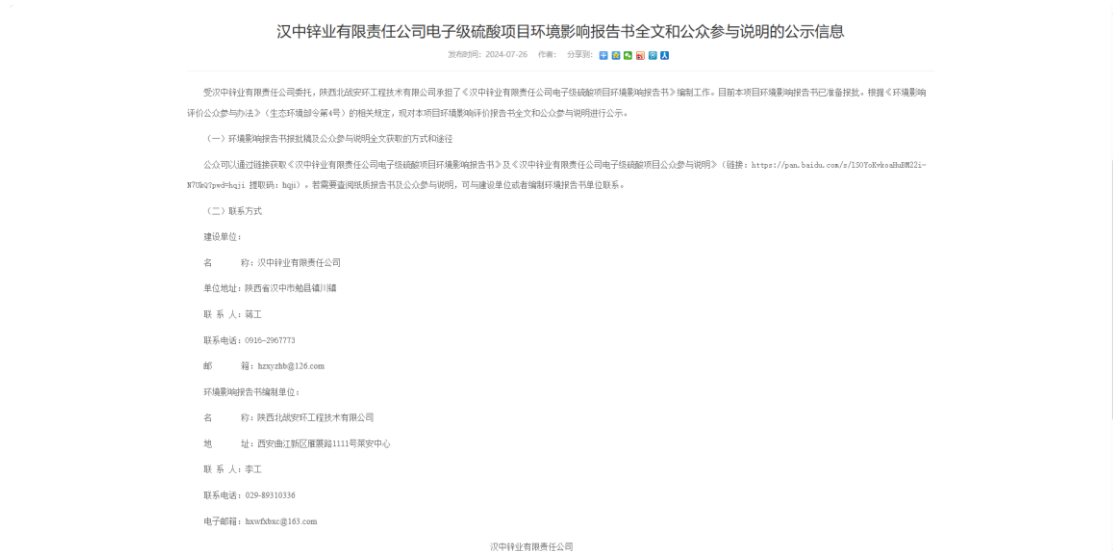 汉中锌业有限责任公司电子级硫酸项目环境影响报告书全文和公众参与说明的公示信息
发布时间：2024-07-26 作者： 分享到：
受汉中锌业有限责任公司委托，陕西北战安环工程技术有限公司承担了《汉中锌业有限责任公司电子级硫酸项目环境影响报告书》编制工作。目前本项目环境影响报告书已准备报批。根据《环境影响
评价公众参与办法》（生态环境部令第4号）的相关规定，现对本项目环境影响评价报告书全文和公众参与说明进行公示。
（一）环境影响报告书报批稿及公众参与说明全文获取的方式和途径
公众可以通过链接获取《汉中锌业有限责任公司电子级硫酸项目环境影响报告书》及《汉中锌业有限责任公司电子级硫酸项目公众参与说明》（链接：
提取码：hqji）。若需要查阅纸质报告书及公众参与说明，可与建设单位或者编制环境报告书单位联系。
（二）联系方式
建设单位：
名 称：汉中锌业有限责任公司
单位地址：陕西省汉中市勉县镇川镇
联 系 人：蒋工
联系电话：0916-2967773
邮 箱：hzxyzhb@126.com
环境影响报告书编制单位：
名 称：陕西北战安环工程技术有限公司
地 址：西安曲江新区雁展路1111号莱安中心
联 系 人：李工
联系电话：029-89310336
电子邮箱：
汉中锌业有限责任公司